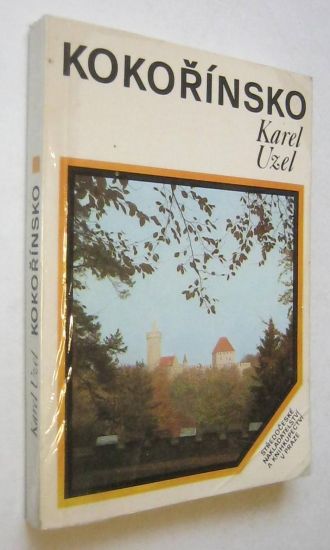 KOKOŘÍNSKO
Karel
Uzel
STŘEDOČESKÉ
NAKLADATELSTVÍ
A KNIHKUPECTVÍ
V PRAZE
Karel Uzel KOKOŘÍNSKO